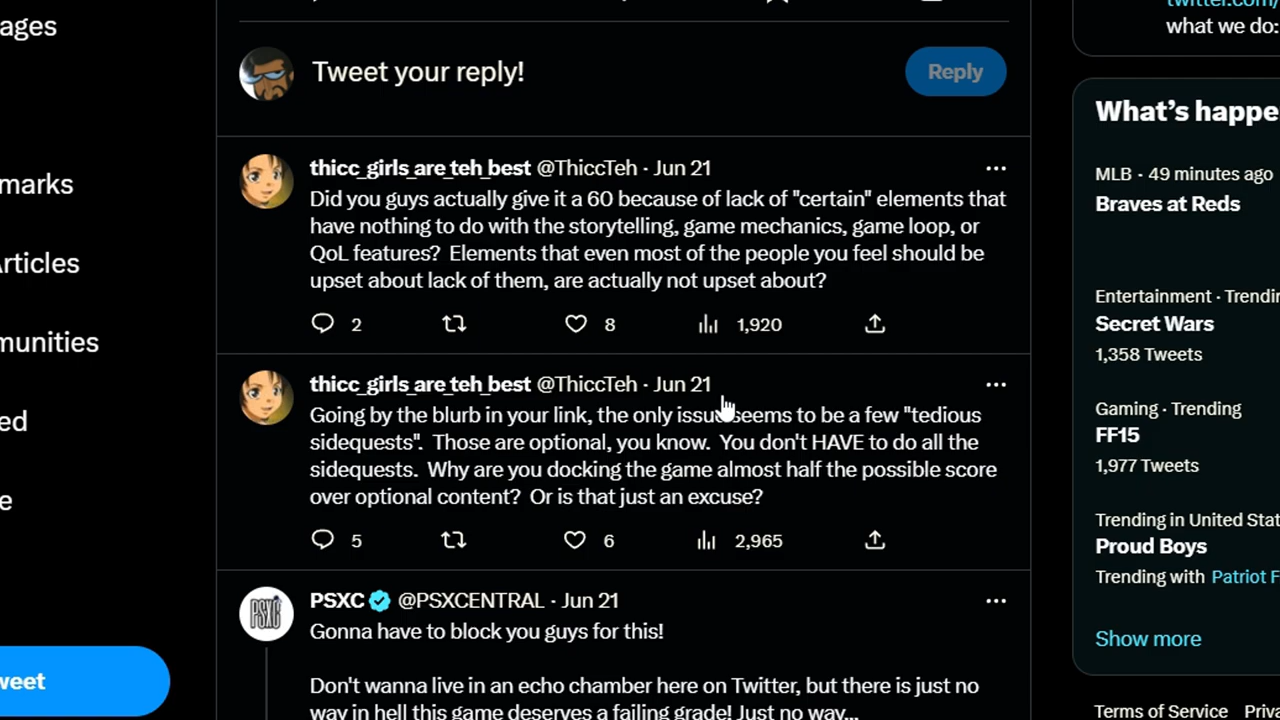 twitter.com/
what we do:
ages
Tweet your reply!
Reply
What's happe
thicc_girls_are_teh_best @ThiccTeh · Jun 21
Did you guys actually give it a 60 because of lack of "certain" elements that
have nothing to do with the storytelling, game mechanics, game loop, or
QoL features? Elements that even most of the people you feel should be
upset about lack of them, are actually not upset about?
2 8 1,920
MLB · 49 minutes ago
Braves at Reds
marks
Articles
munities
ed
e
Entertainment · Trendin
Secret Wars
1,358 Tweets
thicc_girls_are_teh_best @ThiccTeh · Jun 21
Going by the blurb in your link, the only issue seems to be a few "tedious
sidequests". Those are optional, you know. You don't HAVE to do all the
sidequests. Why are you docking the game almost half the possible score
over optional content? Or is that just an excuse?
5 6 2,965
Gaming · Trending
FF15
1,977 Tweets
Trending in United Stat
Proud Boys
Trending with Patriot F
Show more
PSXC
PSXC @PSXCENTRAL · Jun 21
Gonna have to block you guys for this!
Don't wanna live in an echo chamber here on Twitter, but there is just no
way in hell this game deserves a failing grade! Just no way...
weet
Terms of Service Priva